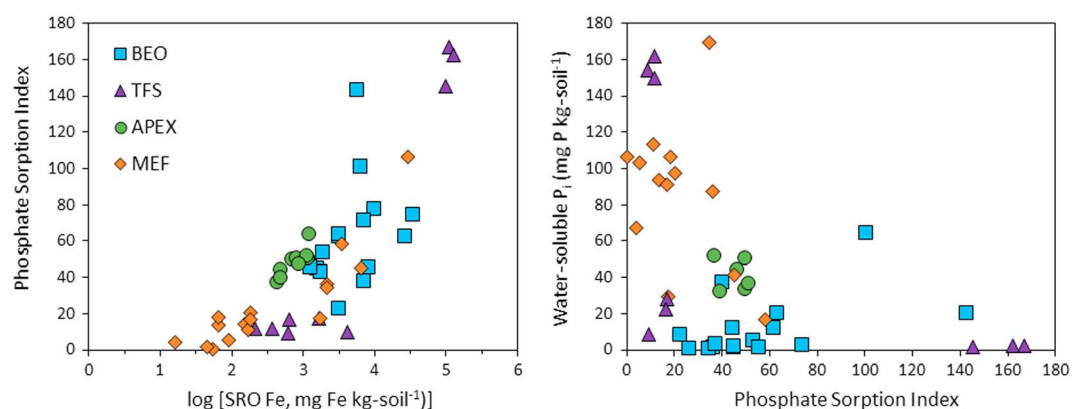 Phosphate Sorption Index
180
160
140
120
100
80
60
40
20
0
BEO
TFS
APEX
MEF
0 1 2 3 4 5 6
log [SRO Fe, mg Fe kg-soil⁻¹)]
Water-soluble Pᵢ (mg P kg-soil⁻¹)
180
160
140
120
100
80
60
40
20
0
0 20 40 60 80 100 120 140 160 180
Phosphate Sorption Index